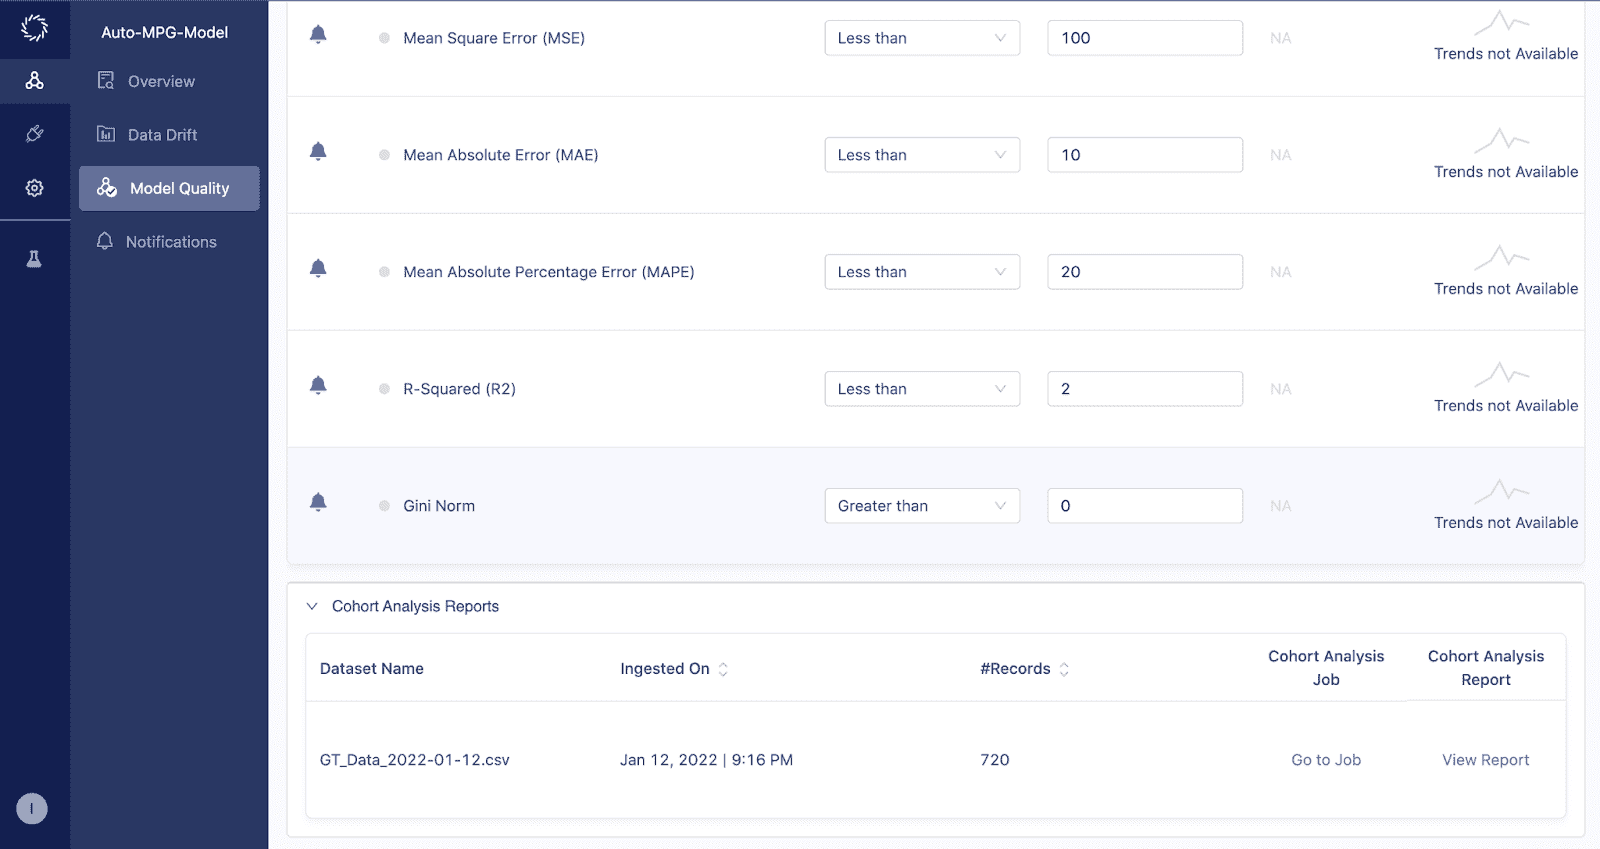 Auto-MPG-Model
Overview
Data Drift
Model Quality
Notifications
I
Mean Square Error (MSE) Less than 100 NA Trends not Available
Mean Absolute Error (MAE) Less than 10 NA Trends not Available
Mean Absolute Percentage Error (MAPE) Less than 20 NA Trends not Available
R-Squared (R2) Less than 2 NA Trends not Available
Gini Norm Greater than 0 NA Trends not Available
Cohort Analysis Reports
Dataset Name Ingested On #Records Cohort Analysis Job Cohort Analysis Report
GT_Data_2022-01-12.csv Jan 12, 2022 | 9:16 PM 720 Go to Job View Report